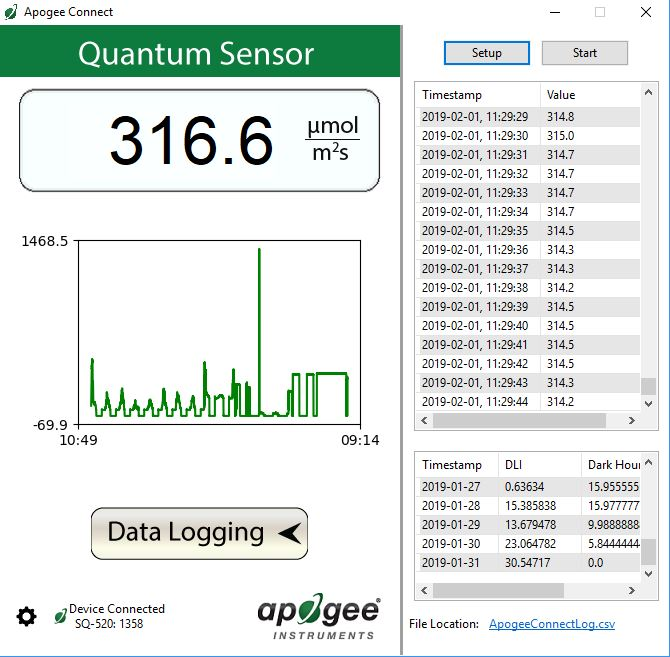 Apogee Connect
Quantum Sensor
316.6 µmol
m²s
1468.5
-69.9
10:49 09:14
Data Logging
Device Connected
SQ-520: 1358
apogee®
INSTRUMENTS
Setup Start
Timestamp Value
2019-02-01, 11:29:29 314.8
2019-02-01, 11:29:30 315.0
2019-02-01, 11:29:31 314.7
2019-02-01, 11:29:32 314.7
2019-02-01, 11:29:33 314.7
2019-02-01, 11:29:34 314.7
2019-02-01, 11:29:35 314.5
2019-02-01, 11:29:36 314.3
2019-02-01, 11:29:37 314.3
2019-02-01, 11:29:38 314.2
2019-02-01, 11:29:39 314.5
2019-02-01, 11:29:40 314.5
2019-02-01, 11:29:41 314.5
2019-02-01, 11:29:42 314.5
2019-02-01, 11:29:43 314.3
2019-02-01, 11:29:44 314.2
Timestamp DLI Dark Hour
2019-01-27 0.63634 15.955555
2019-01-28 15.385838 15.977777
2019-01-29 13.679478 9.9888888
2019-01-30 23.064782 5.8444444
2019-01-31 30.54717 0.0
File Location: ApogeeConnectLog.csv